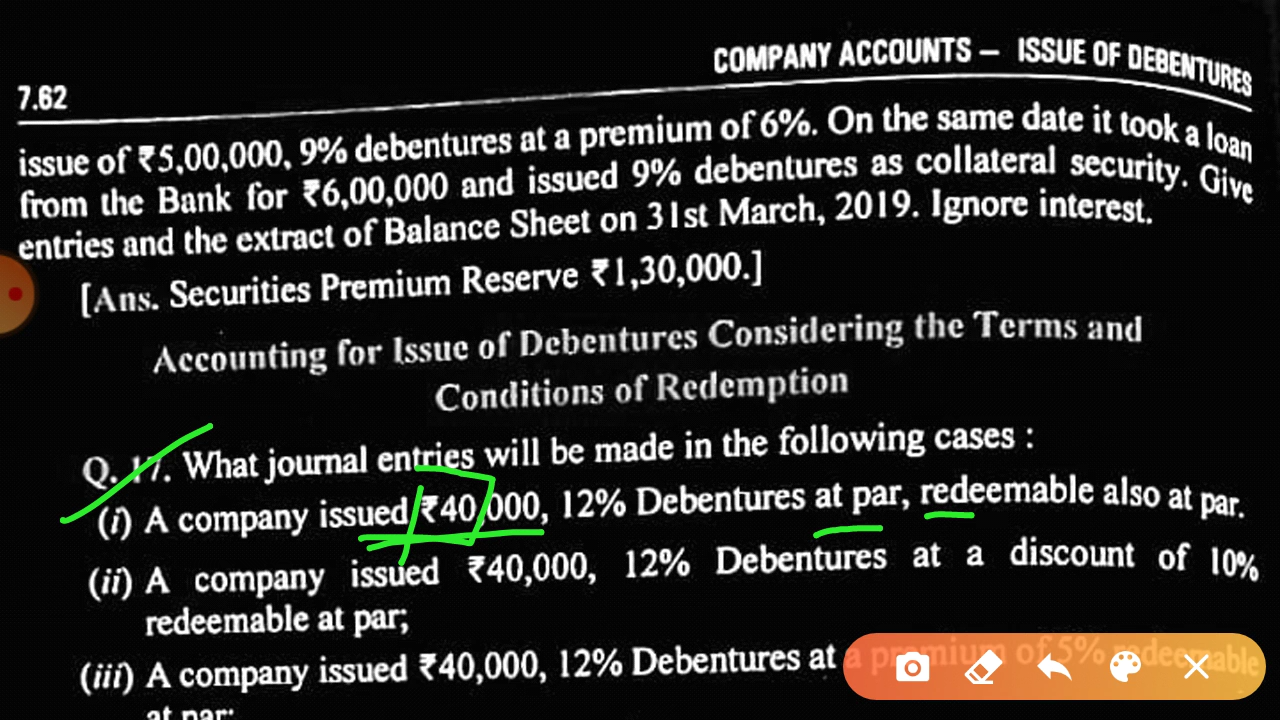 COMPANY ACCOUNTS – ISSUE OF DEBENTURES
7.62
issue of ₹5,00,000, 9% debentures at a premium of 6%. On the same date it took a loan
from the Bank for ₹6,00,000 and issued 9% debentures as collateral security. Give
entries and the extract of Balance Sheet on 31st March, 2019. Ignore interest.
[Ans. Securities Premium Reserve ₹1,30,000.]
Accounting for Issue of Debentures Considering the Terms and
Conditions of Redemption
Q. 17. What journal entries will be made in the following cases :
(i) A company issued ₹40,000, 12% Debentures at par, redeemable also at par.
(ii) A company issued ₹40,000, 12% Debentures at a discount of 10%
redeemable at par;
(iii) A company issued ₹40,000, 12% Debentures at a premium of 5% redeemable
at par;